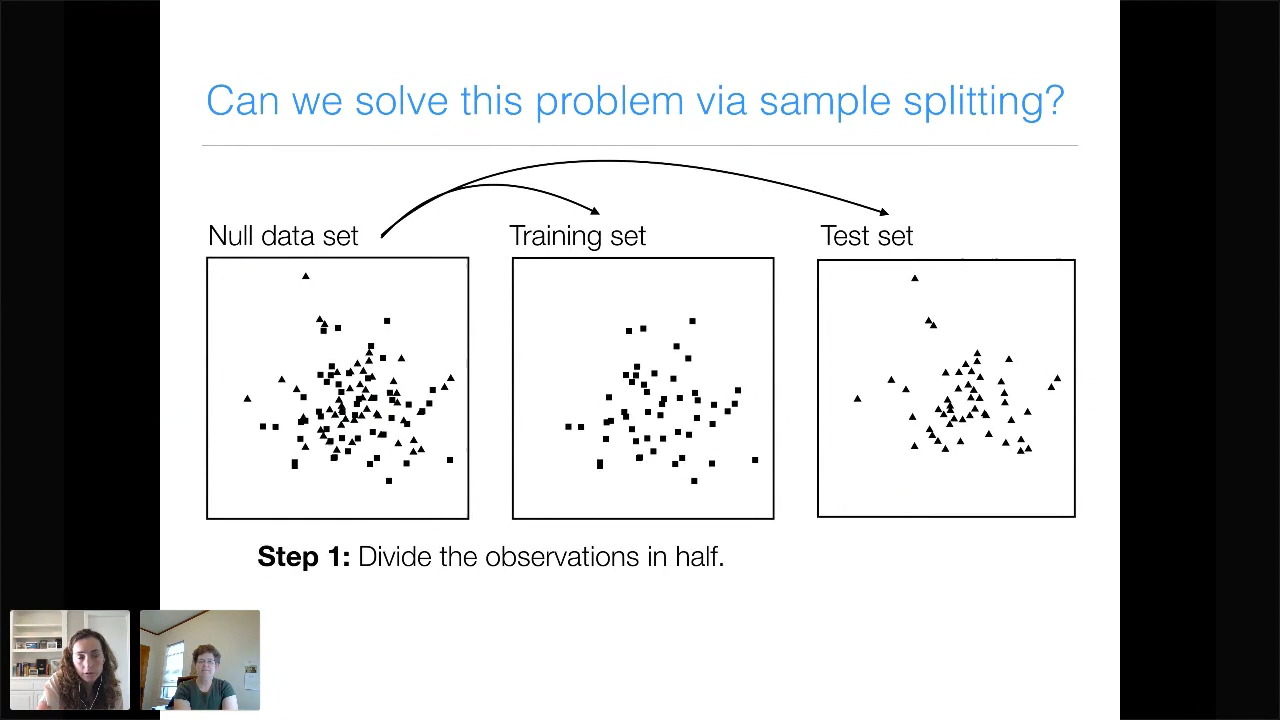 Can we solve this problem via sample splitting?
Null data set
Training set
Test set
Step 1: Divide the observations in half.